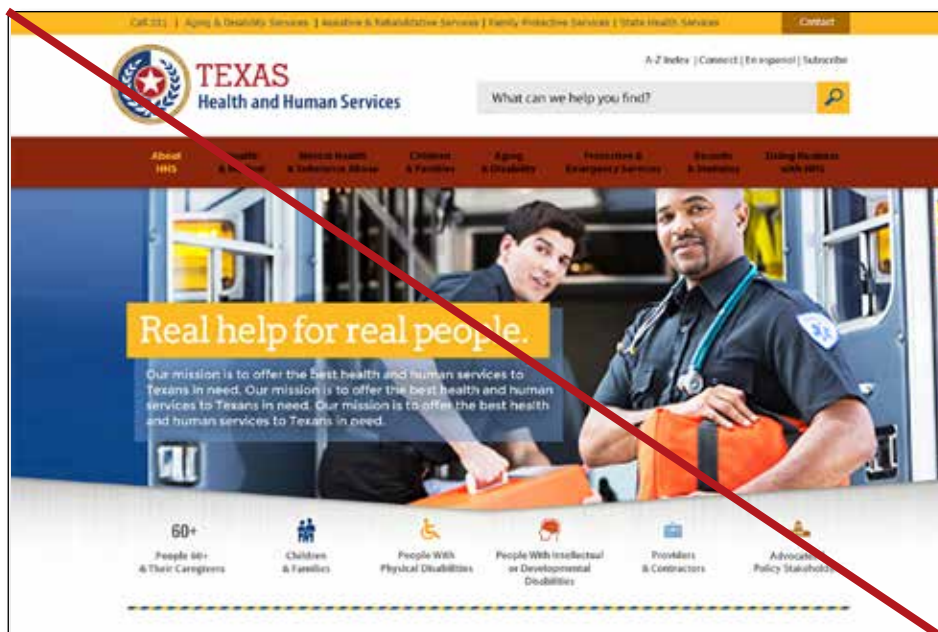 Call 211 | Aging & Disability Services | Assistive & Rehabilitative Services | Family Protective Services | State Health Services
Contact
TEXAS
Health and Human Services
A-Z Index | Connect | En espanol | Subscribe
What can we help you find?
About
HHS
Health
&
Mental Health
& Substance Abuse
Children
& Families
Aging
& Disability
Protective &
Emergency Services
Records
& Statistics
Doing Business
with HHS
Real help for real people.
Our mission is to offer the best health and human services to
Texans in need. Our mission is to offer the best health and human
services to Texans in need. Our mission is to offer the best health
and human services to Texans in need.
60+
People 60+
& Their Caregivers
Children
& Families
People With
Physical Disabilities
People With Intellectual
or Developmental
Disabilities
Providers
& Contractors
Advocates
Policy Stakeholders